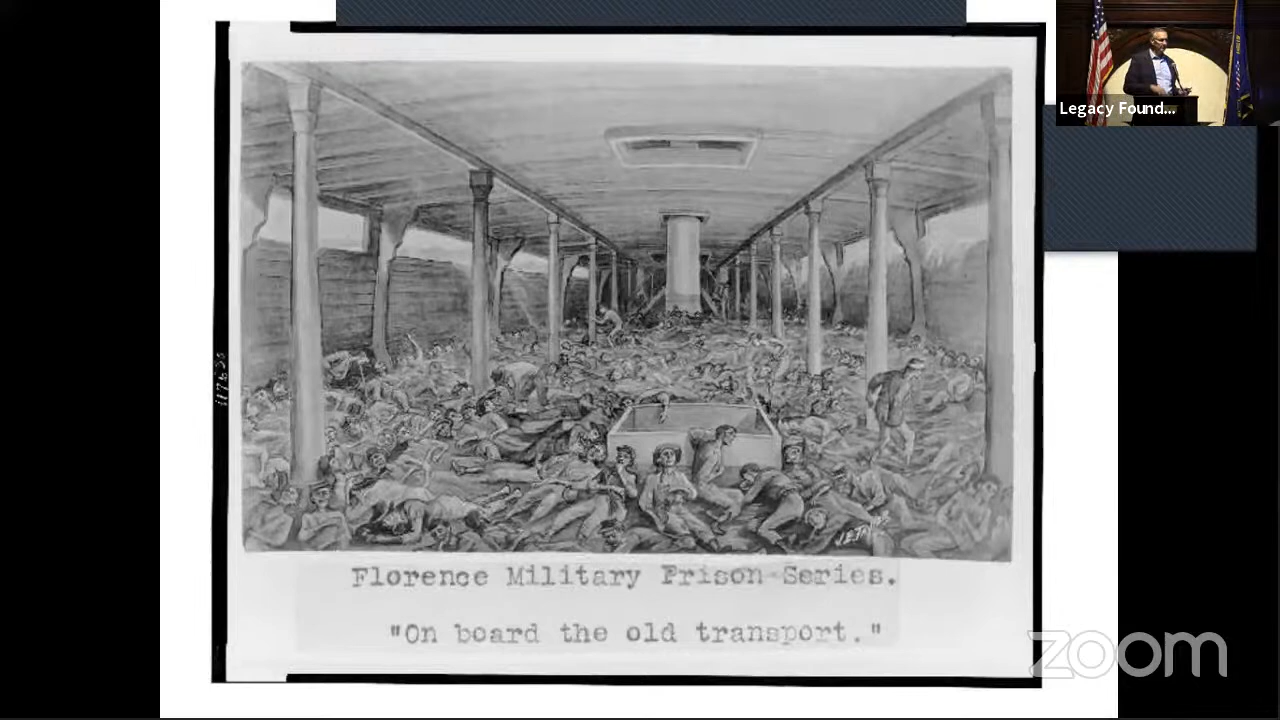 Legacy Found...
Florence Military Prison Series.
"On board the old transport."
zoom